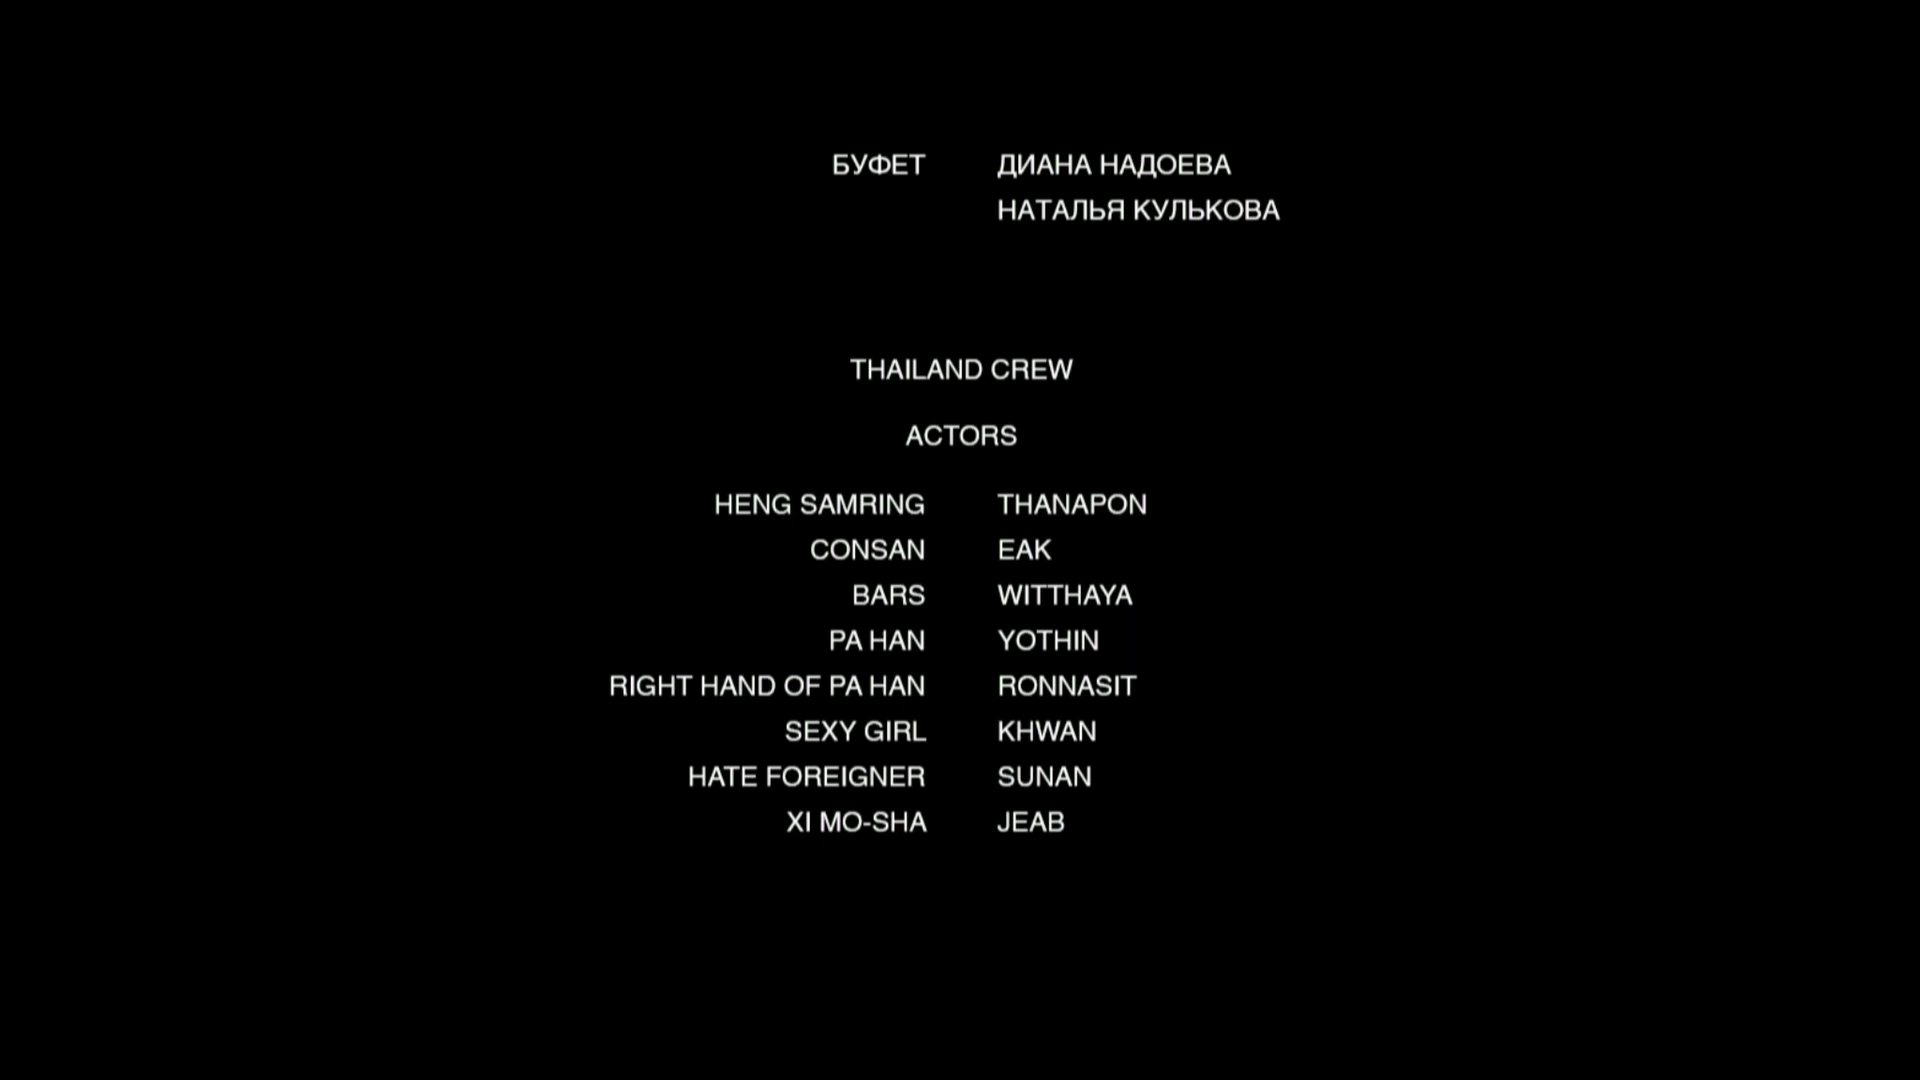 БУФЕТ ДИАНА НАДОЕВА
НАТАЛЬЯ КУЛЬКОВА
THAILAND CREW
ACTORS
HENG SAMRING THANAPON
CONSAN EAK
BARS WITTHAYA
PA HAN YOTHIN
RIGHT HAND OF PA HAN RONNASIT
SEXY GIRL KHWAN
HATE FOREIGNER SUNAN
XI MO-SHA JEAB